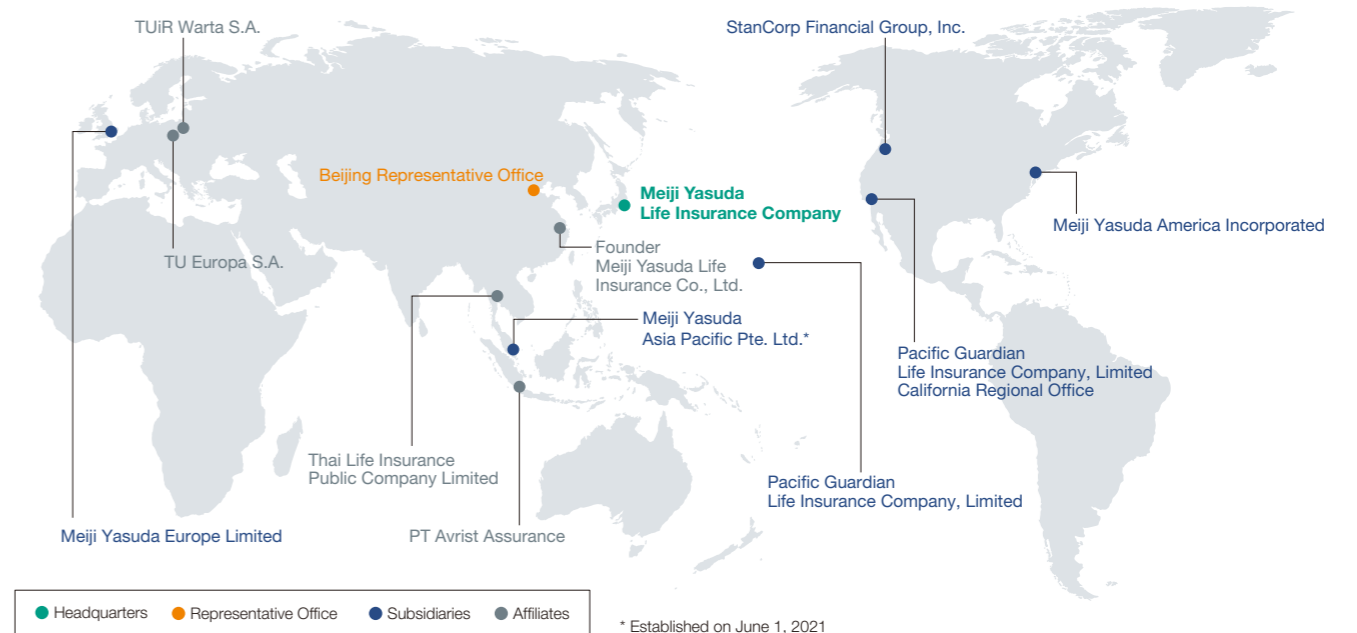 TUiR Warta S.A.
StanCorp Financial Group, Inc.
Beijing Representative Office
Meiji Yasuda
Life Insurance Company
Meiji Yasuda America Incorporated
TU Europa S.A.
Founder
Meiji Yasuda Life
Insurance Co., Ltd.
Meiji Yasuda
Asia Pacific Pte. Ltd.*
Pacific Guardian
Life Insurance Company, Limited
California Regional Office
Thai Life Insurance
Public Company Limited
Pacific Guardian
Life Insurance Company, Limited
Meiji Yasuda Europe Limited
PT Avrist Assurance
Headquarters
Representative Office
Subsidiaries
Affiliates
* Established on June 1, 2021